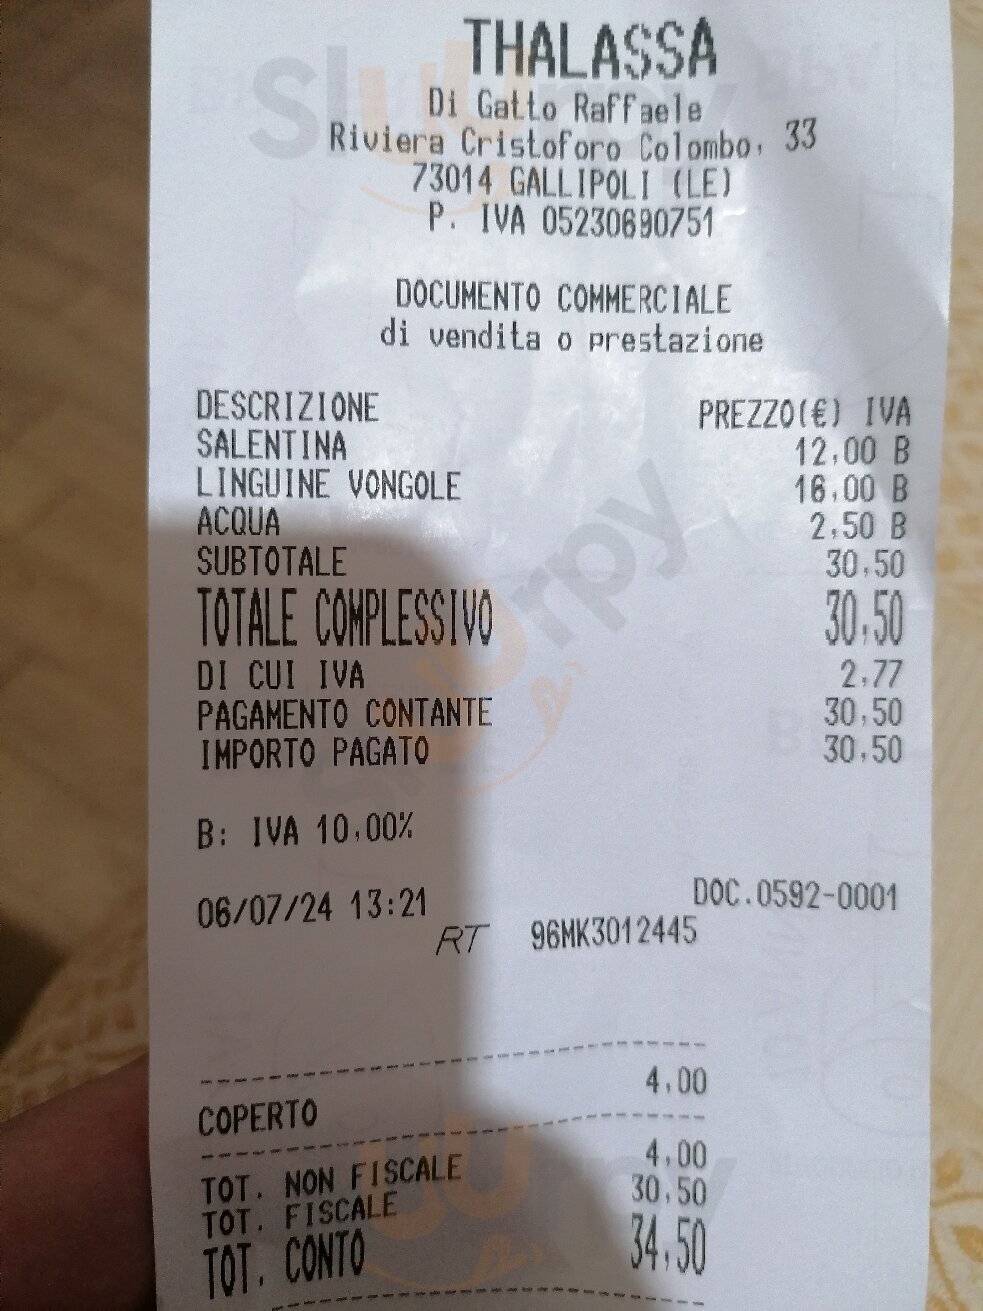 THALASSA
Di Gatto Raffaele
Riviera Cristoforo Colombo, 33
73014 GALLIPOLI (LE)
P. IVA 05230690751
DOCUMENTO COMMERCIALE
di vendita o prestazione
DESCRIZIONE PREZZO(€) IVA
SALENTINA 12,00 B
LINGUINE VONGOLE 16,00 B
ACQUA 2,50 B
SUBTOTALE 30,50
TOTALE COMPLESSIVO 30,50
DI CUI IVA 2,77
PAGAMENTO CONTANTE 30,50
IMPORTO PAGATO 30,50
B: IVA 10,00%
06/07/24 13:21 DOC.0592-0001
RT 96MK3012445
COPERTO 4,00
TOT. NON FISCALE 4,00
TOT. FISCALE 30,50
TOT. CONTO 34,50
Sluurpy
Sluurpy
Sluurpy